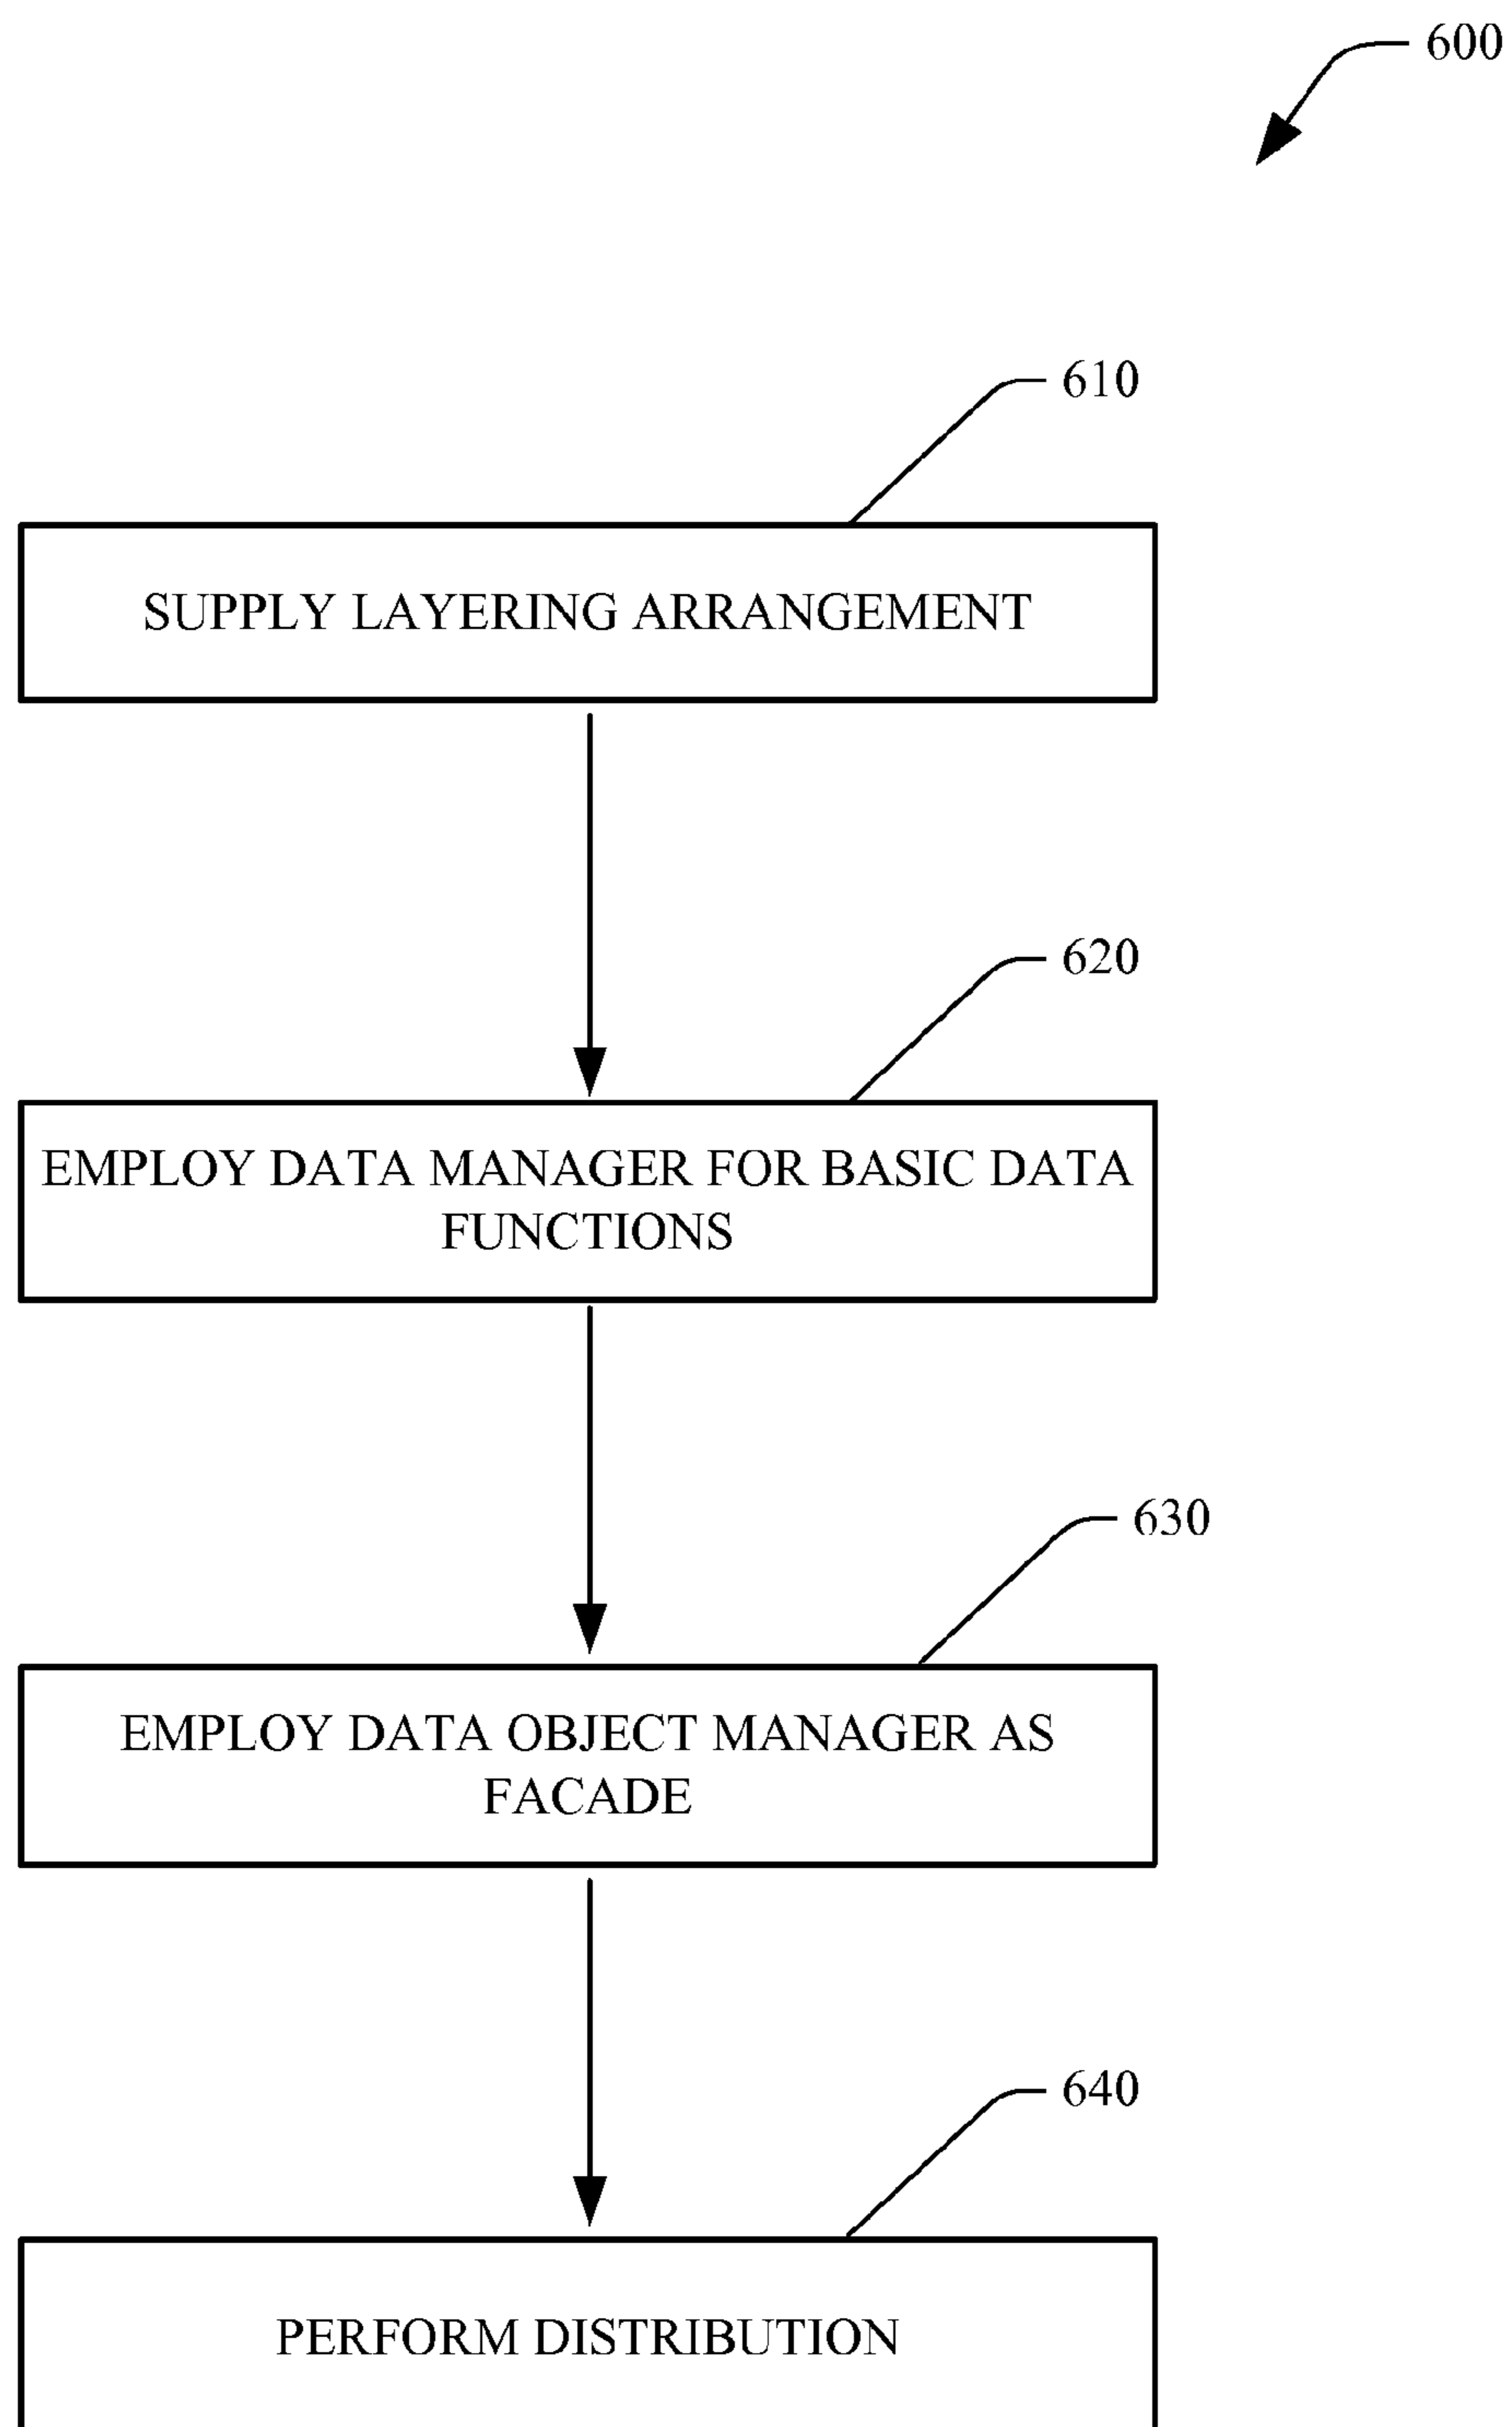 600
610
SUPPLY LAYERING ARRANGEMENT
620
EMPLOY DATA MANAGER FOR BASIC DATA
FUNCTIONS
630
EMPLOY DATA OBJECT MANAGER AS
FACADE
640
PERFORM DISTRIBUTION